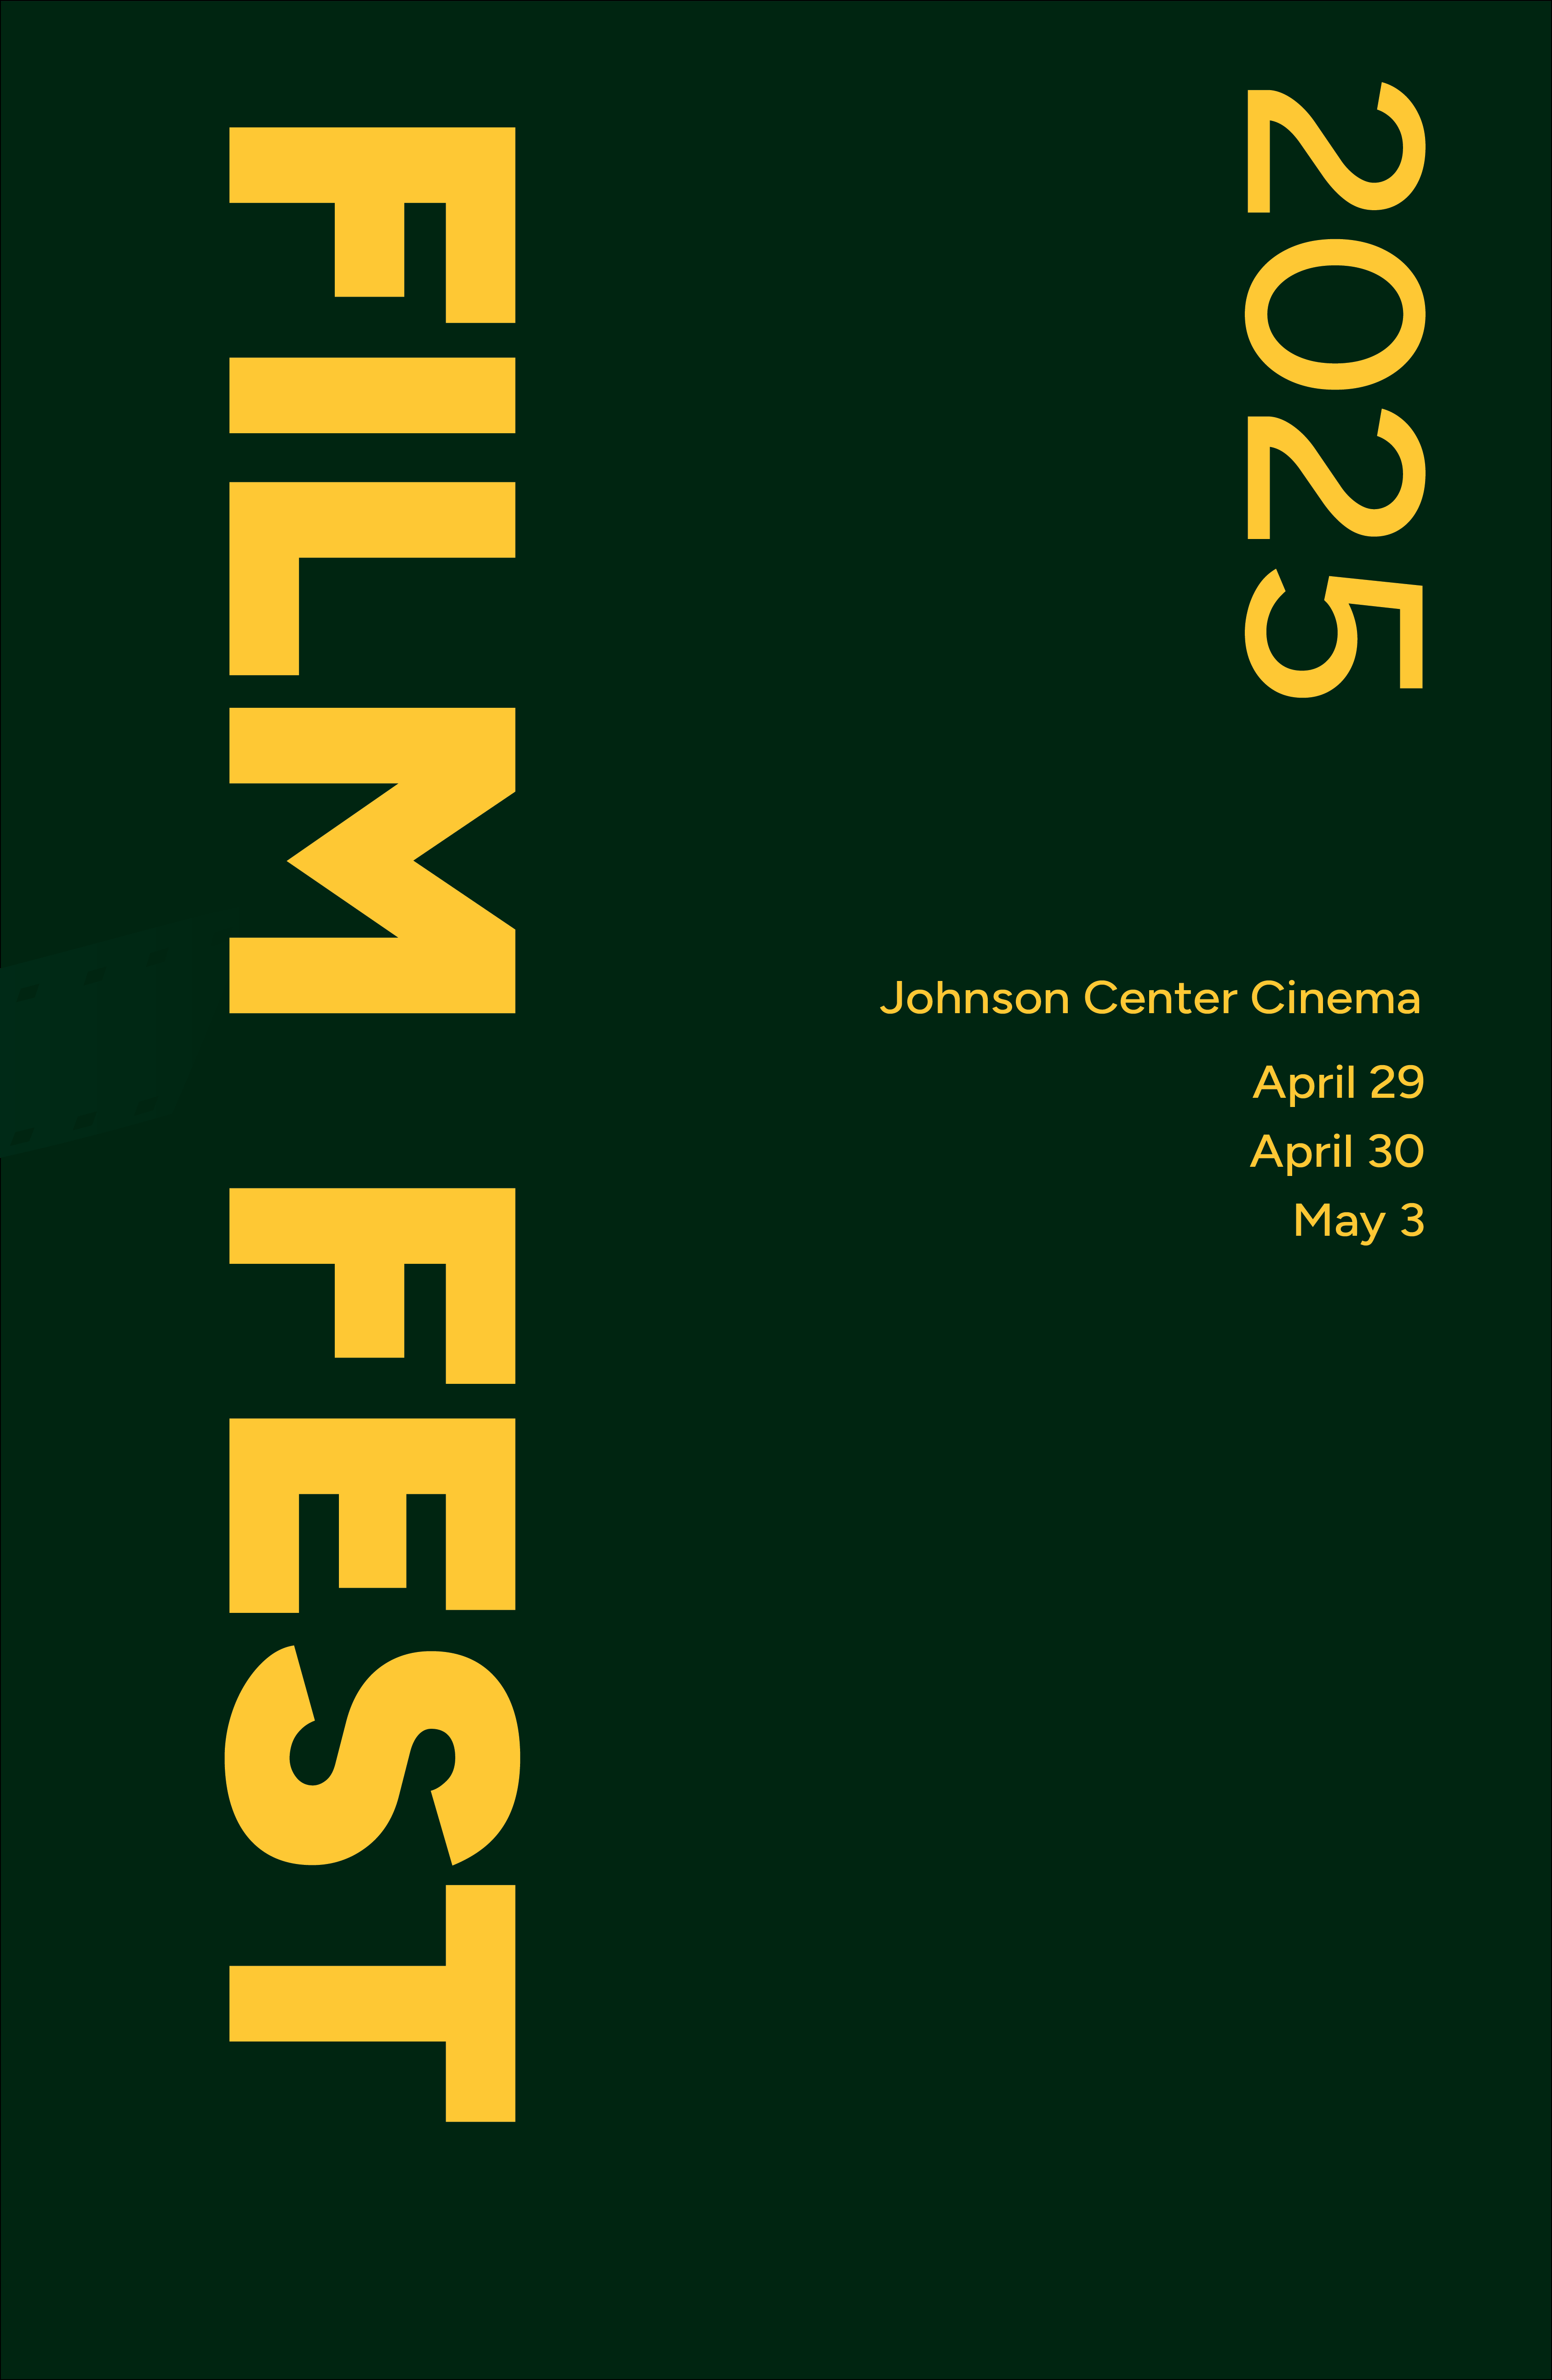 2025
FILM FEST
Johnson Center Cinema
April 29
April 30
May 3